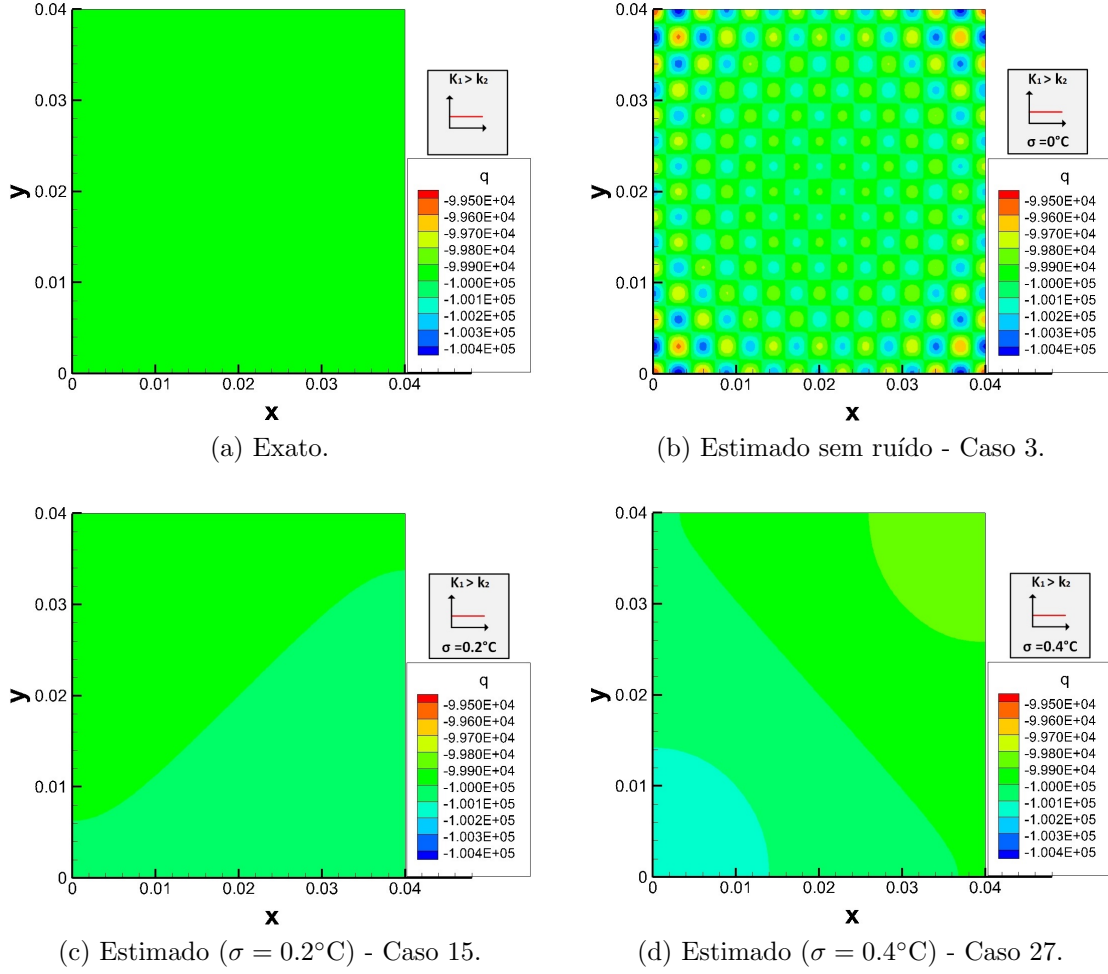 0.04
0.03
0.02
0.01
0
y
0
0.01
0.02
0.03
0.04
x
K₁ > k₂
q
-9.950E+04
-9.960E+04
-9.970E+04
-9.980E+04
-9.990E+04
-1.000E+05
-1.001E+05
-1.002E+05
-1.003E+05
-1.004E+05
(a) Exato.
0.04
0.03
0.02
0.01
0
y
0
0.01
0.02
0.03
0.04
x
K₁ > k₂
σ =0°C
q
-9.950E+04
-9.960E+04
-9.970E+04
-9.980E+04
-9.990E+04
-1.000E+05
-1.001E+05
-1.002E+05
-1.003E+05
-1.004E+05
(b) Estimado sem ruído - Caso 3.
0.04
0.03
0.02
0.01
0
y
0
0.01
0.02
0.03
0.04
x
K₁ > k₂
σ =0.2°C
q
-9.950E+04
-9.960E+04
-9.970E+04
-9.980E+04
-9.990E+04
-1.000E+05
-1.001E+05
-1.002E+05
-1.003E+05
-1.004E+05
(c) Estimado (σ = 0.2°C) - Caso 15.
0.04
0.03
0.02
0.01
0
y
0
0.01
0.02
0.03
0.04
x
K₁ > k₂
σ =0.4°C
q
-9.950E+04
-9.960E+04
-9.970E+04
-9.980E+04
-9.990E+04
-1.000E+05
-1.001E+05
-1.002E+05
-1.003E+05
-1.004E+05
(d) Estimado (σ = 0.4°C) - Caso 27.